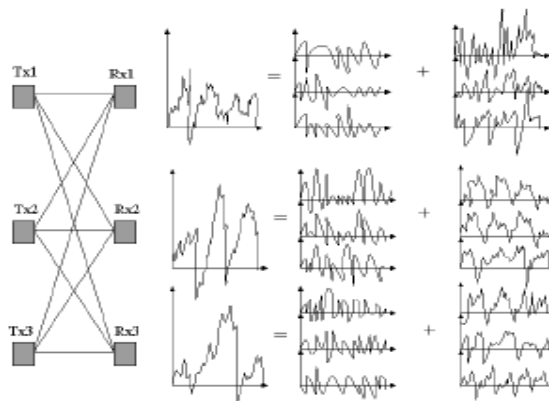 Tx1 Rx1
= +
Tx2 Rx2
= +
Tx3 Rx3
= +